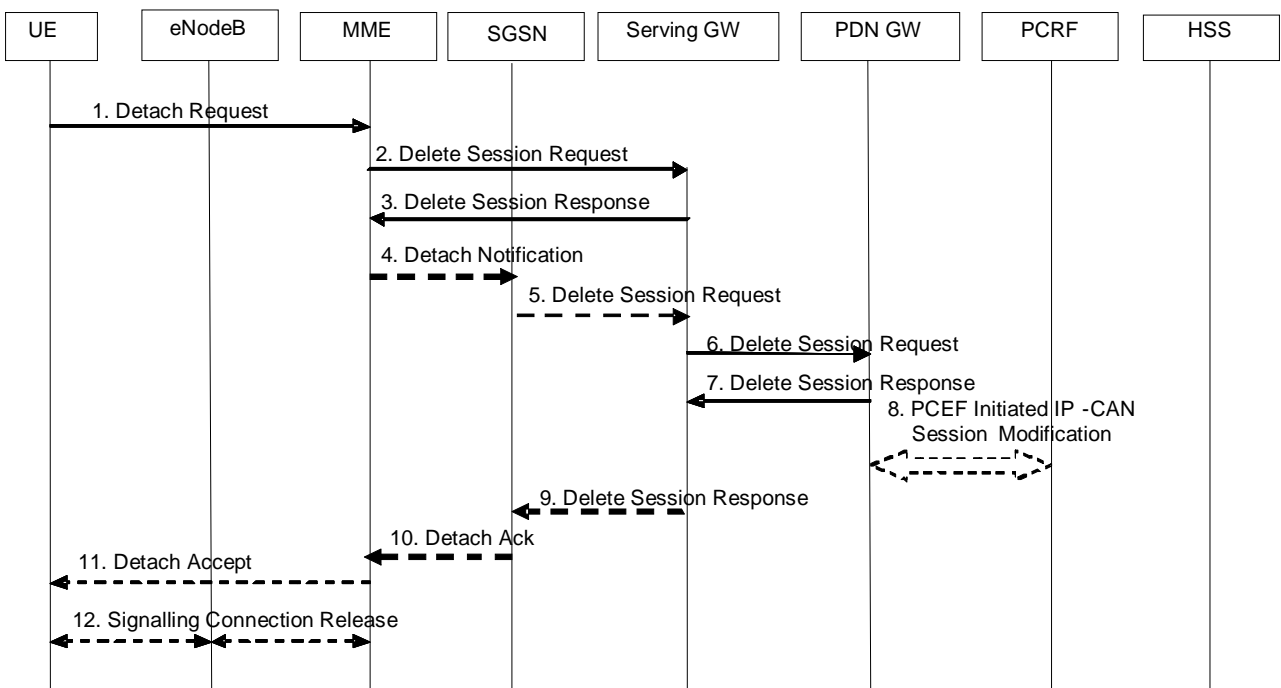 UE
eNodeB
MME
SGSN
Serving GW
PDN GW
PCRF
HSS
1. Detach Request
2. Delete Session Request
3. Delete Session Response
4. Detach Notification
5. Delete Session Request
6. Delete Session Request
7. Delete Session Response
8. PCEF Initiated IP -CAN
Session Modification
9. Delete Session Response
10. Detach Ack
11. Detach Accept
12. Signalling Connection Release